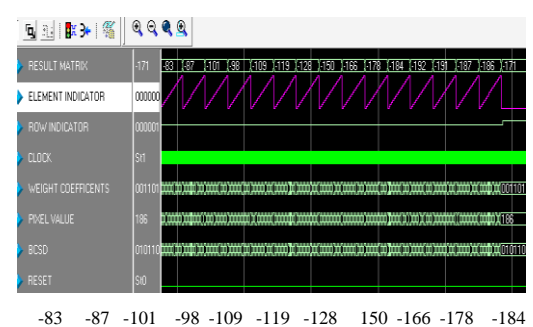 RESULT MATRIX -171 -83 -87 -101 -98 -109 -119 -128 -150 -166 -178 -184 -192 -191 -187 -186 -171
ELEMENT INDICATOR 000000
ROW INDICATOR 000001
CLOCK St1
WEIGHT COEFFICENTS 001101 001101
PIXEL VALUE 186 186
BCSD 010110 010110
RESET St0
-83 -87 -101 -98 -109 -119 -128 150 -166 -178 -184